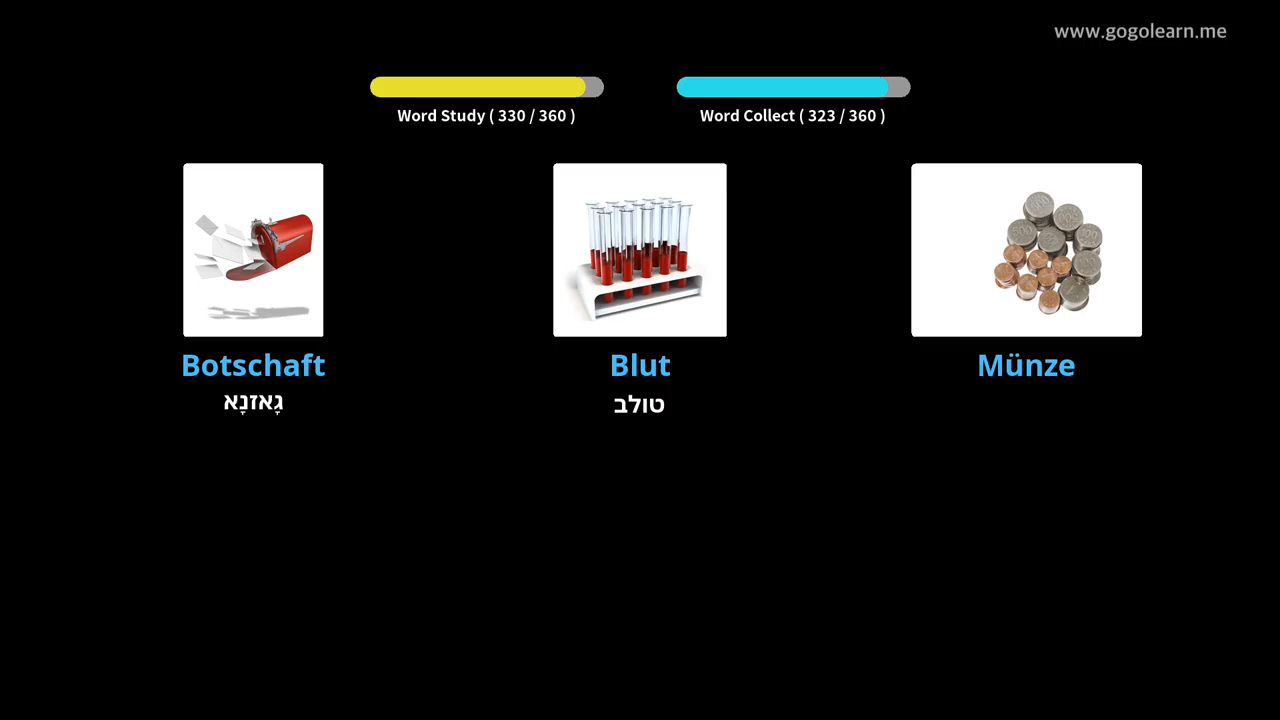 www.gogolearn.me
Word Study ( 330 / 360 )
Word Collect ( 323 / 360 )
Botschaft
גָאזנָא
Blut
טולב
Münze